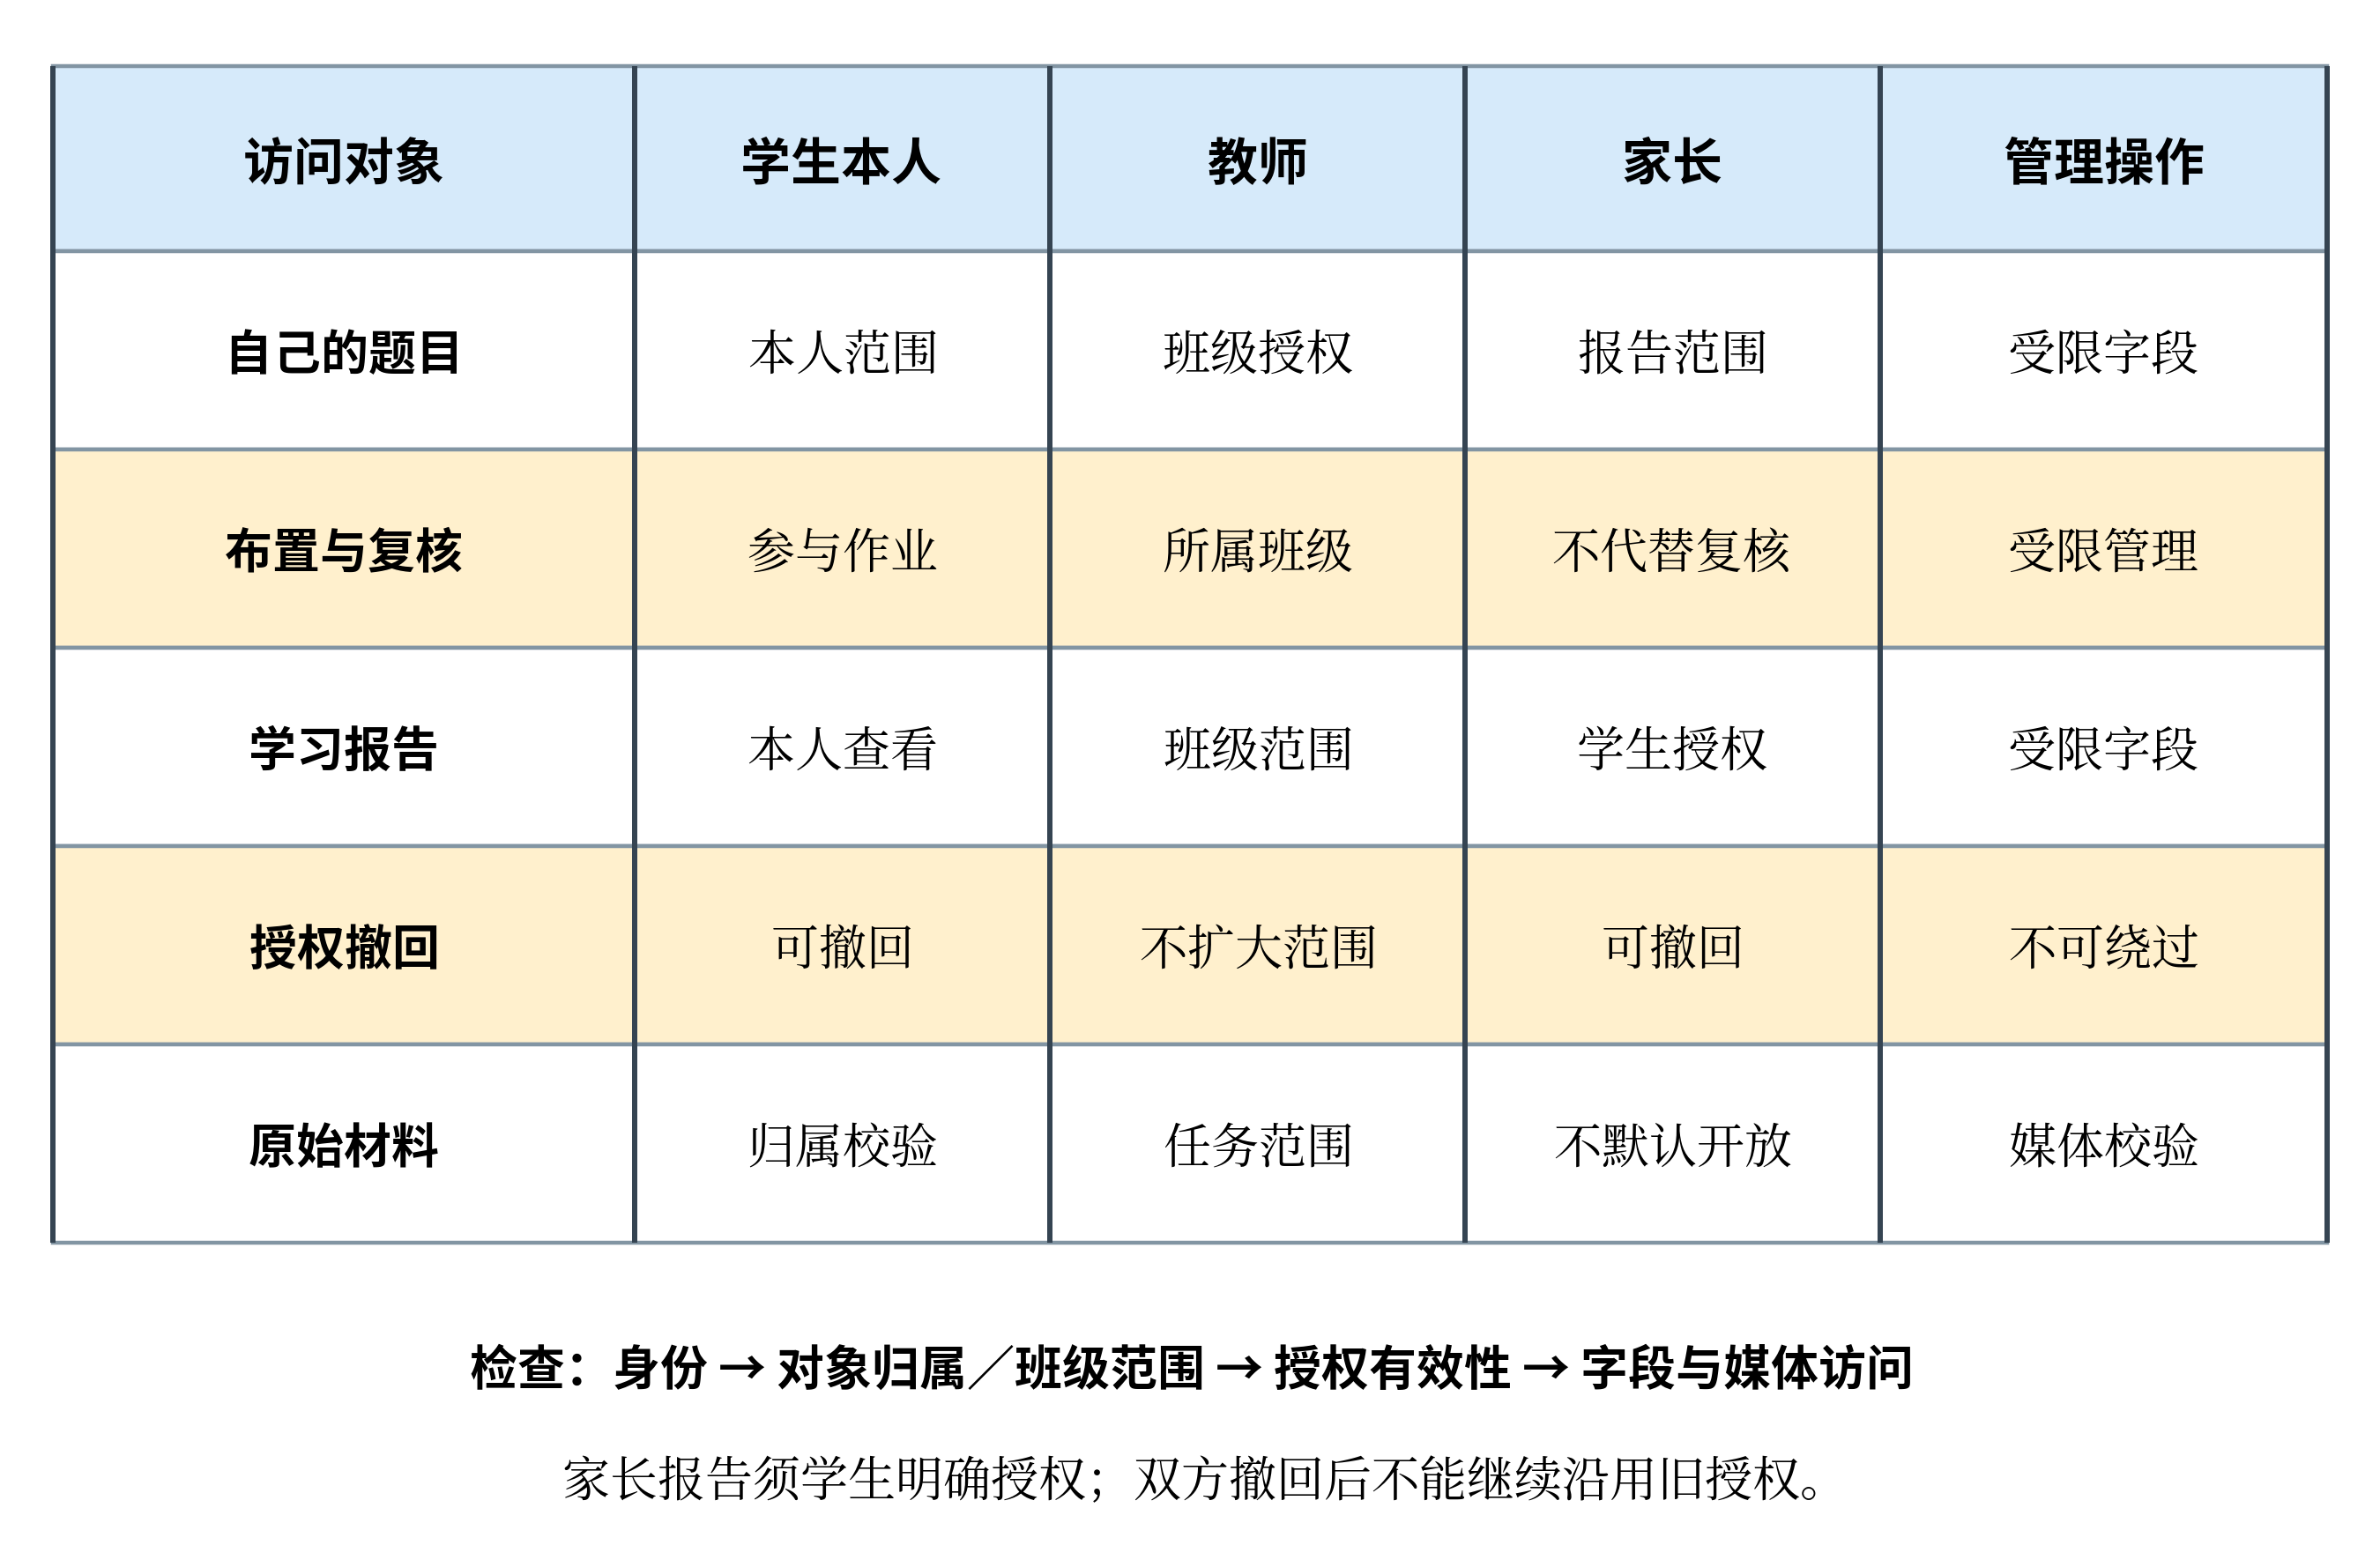 访问对象 学生本人 教师 家长 管理操作
自己的题目 本人范围 班级授权 报告范围 受限字段
布置与复核 参与作业 所属班级 不代替复核 受限管理
学习报告 本人查看 班级范围 学生授权 受限字段
授权撤回 可撤回 不扩大范围 可撤回 不可绕过
原始材料 归属校验 任务范围 不默认开放 媒体校验
检查：身份→对象归属／班级范围→授权有效性→字段与媒体访问
家长报告须学生明确授权；双方撤回后不能继续沿用旧授权。